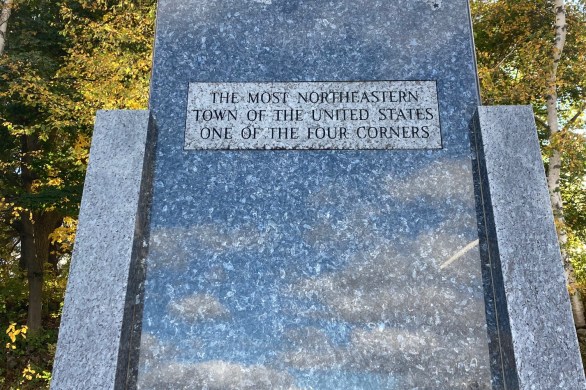 THE MOST NORTHEASTERN
TOWN OF THE UNITED STATES
ONE OF THE FOUR CORNERS